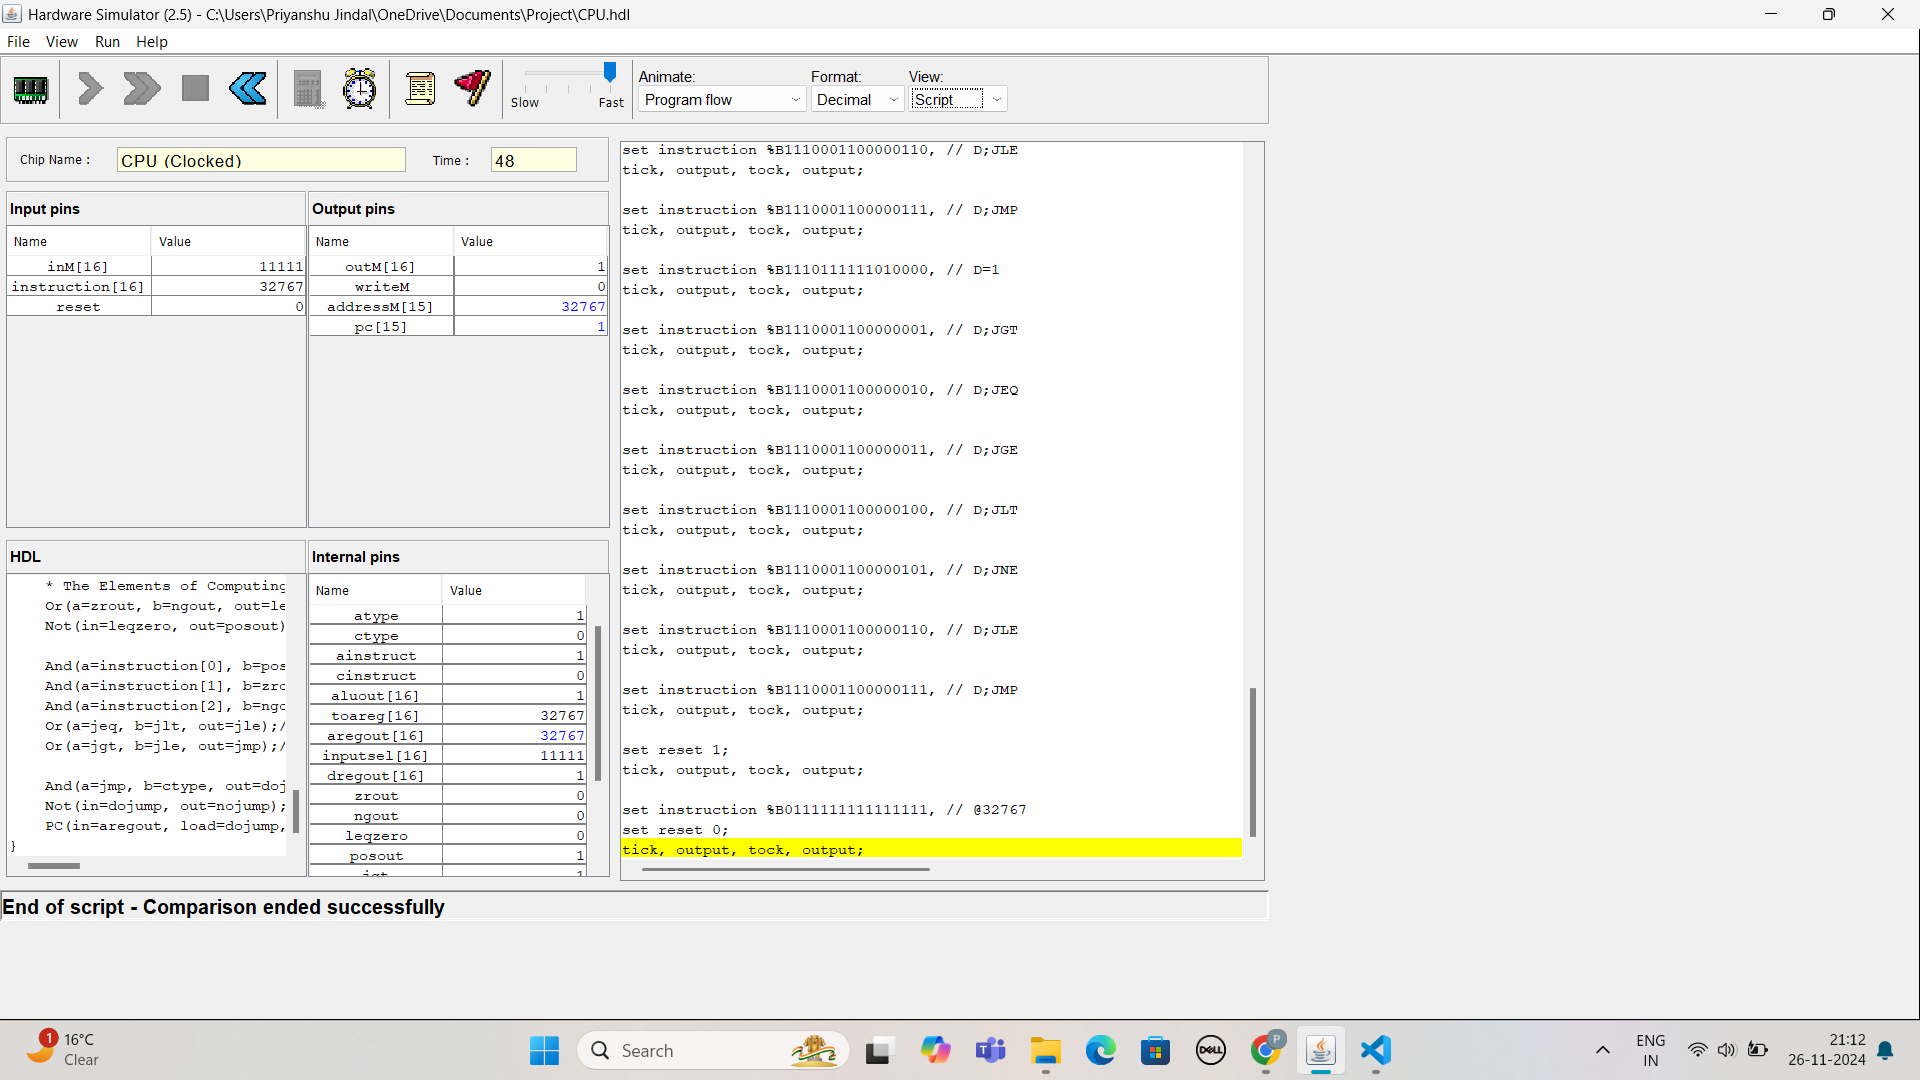 Hardware Simulator (2.5) - C:\Users\Priyanshu Jindal\OneDrive\Documents\Project\CPU.hdl
File View Run Help
Slow Fast
Animate: Format: View:
Program flow Decimal Script
Chip Name : CPU (Clocked) Time : 48
Input pins
Name Value
inM[16] 11111
instruction[16] 32767
reset 0
Output pins
Name Value
outM[16] 1
writeM 0
addressM[15] 32767
pc[15] 1
HDL
* The Elements of Computing
Or(a=zrout, b=ngout, out=le
Not(in=leqzero, out=posout)
And(a=instruction[0], b=pos
And(a=instruction[1], b=zrc
And(a=instruction[2], b=ngo
Or(a=jeq, b=jlt, out=jle);/
Or(a=jgt, b=jle, out=jmp);/
And(a=jmp, b=ctype, out=doj
Not(in=dojump, out=nojump);
PC(in=aregout, load=dojump,
}
Internal pins
Name Value
atype 1
ctype 0
ainstruct 1
cinstruct 0
aluout[16] 1
toareg[16] 32767
aregout[16] 32767
inputsel[16] 11111
dregout[16] 1
zrout 0
ngout 0
leqzero 0
posout 1
set instruction %B1110001100000110, // D;JLE
tick, output, tock, output;
set instruction %B1110001100000111, // D;JMP
tick, output, tock, output;
set instruction %B1110111111010000, // D=1
tick, output, tock, output;
set instruction %B1110001100000001, // D;JGT
tick, output, tock, output;
set instruction %B1110001100000010, // D;JEQ
tick, output, tock, output;
set instruction %B1110001100000011, // D;JGE
tick, output, tock, output;
set instruction %B1110001100000100, // D;JLT
tick, output, tock, output;
set instruction %B1110001100000101, // D;JNE
tick, output, tock, output;
set instruction %B1110001100000110, // D;JLE
tick, output, tock, output;
set instruction %B1110001100000111, // D;JMP
tick, output, tock, output;
set reset 1;
tick, output, tock, output;
set instruction %B0111111111111111, // @32767
set reset 0;
tick, output, tock, output;
End of script - Comparison ended successfully
1
16°C
Clear
Search
DELL
P
ENG
IN
21:12
26-11-2024